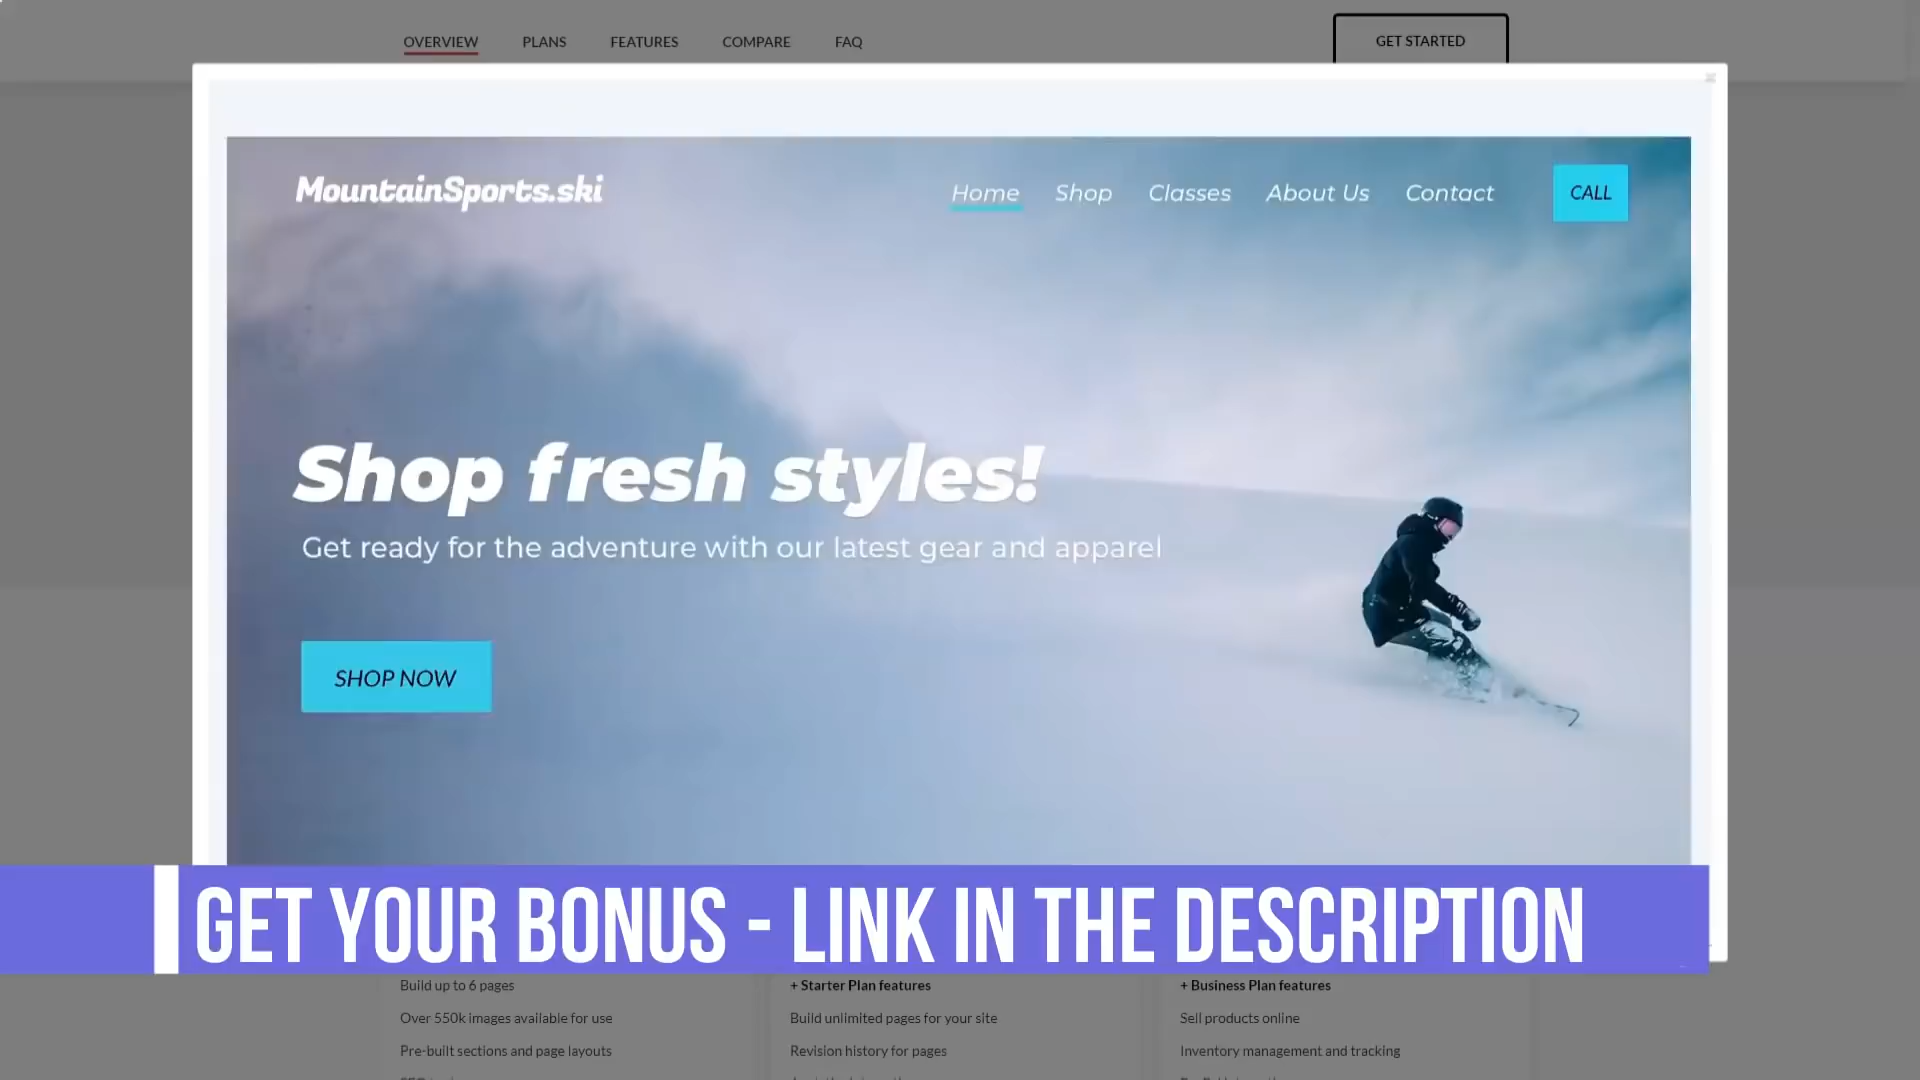 OVERVIEW PLANS FEATURES COMPARE FAQ GET STARTED
MountainSports.ski Home Shop Classes About Us Contact CALL
Shop fresh styles!
Get ready for the adventure with our latest gear and apparel
SHOP NOW
GET YOUR BONUS - LINK IN THE DESCRIPTION
Build up to 6 pages
Over 550k images available for use
Pre-built sections and page layouts
+ Starter Plan features
Build unlimited pages for your site
Revision history for pages
+ Business Plan features
Sell products online
Inventory management and tracking